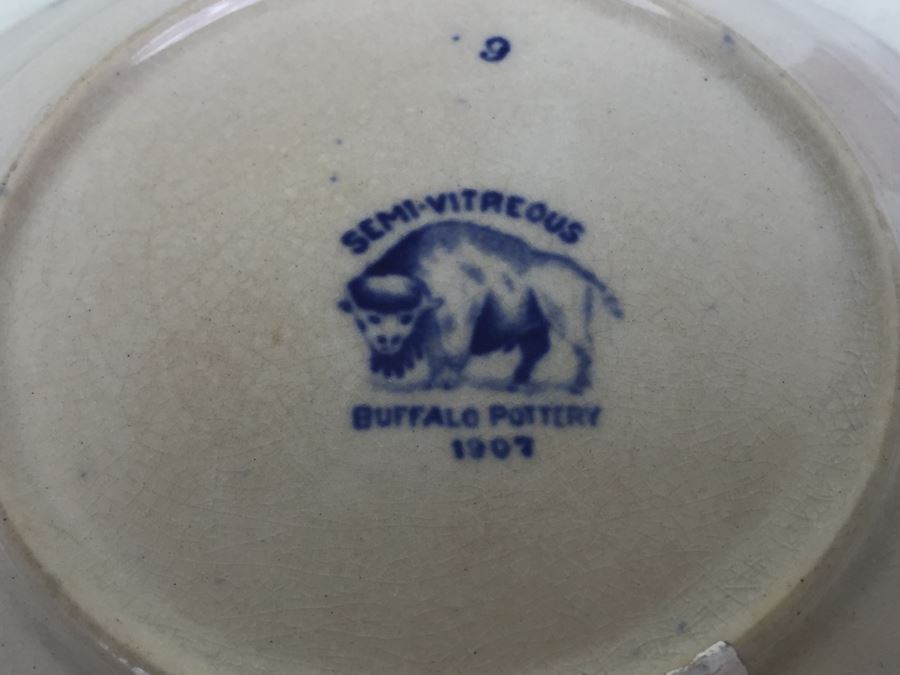 9
SEMI-VITREOUS
BUFFALO POTTERY
1907